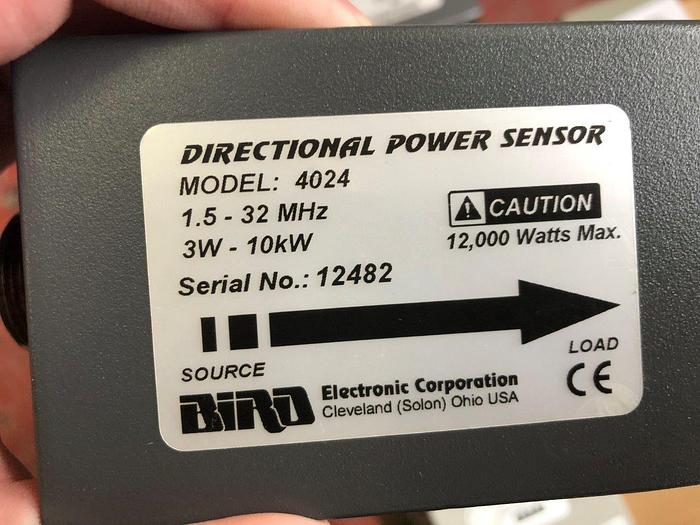 DIRECTIONAL POWER SENSOR
MODEL: 4024
1.5 - 32 MHz
3W - 10kW
CAUTION
12,000 Watts Max.
Serial No.: 12482
SOURCE
LOAD
BIRD
Electronic Corporation
Cleveland (Solon) Ohio USA
CE